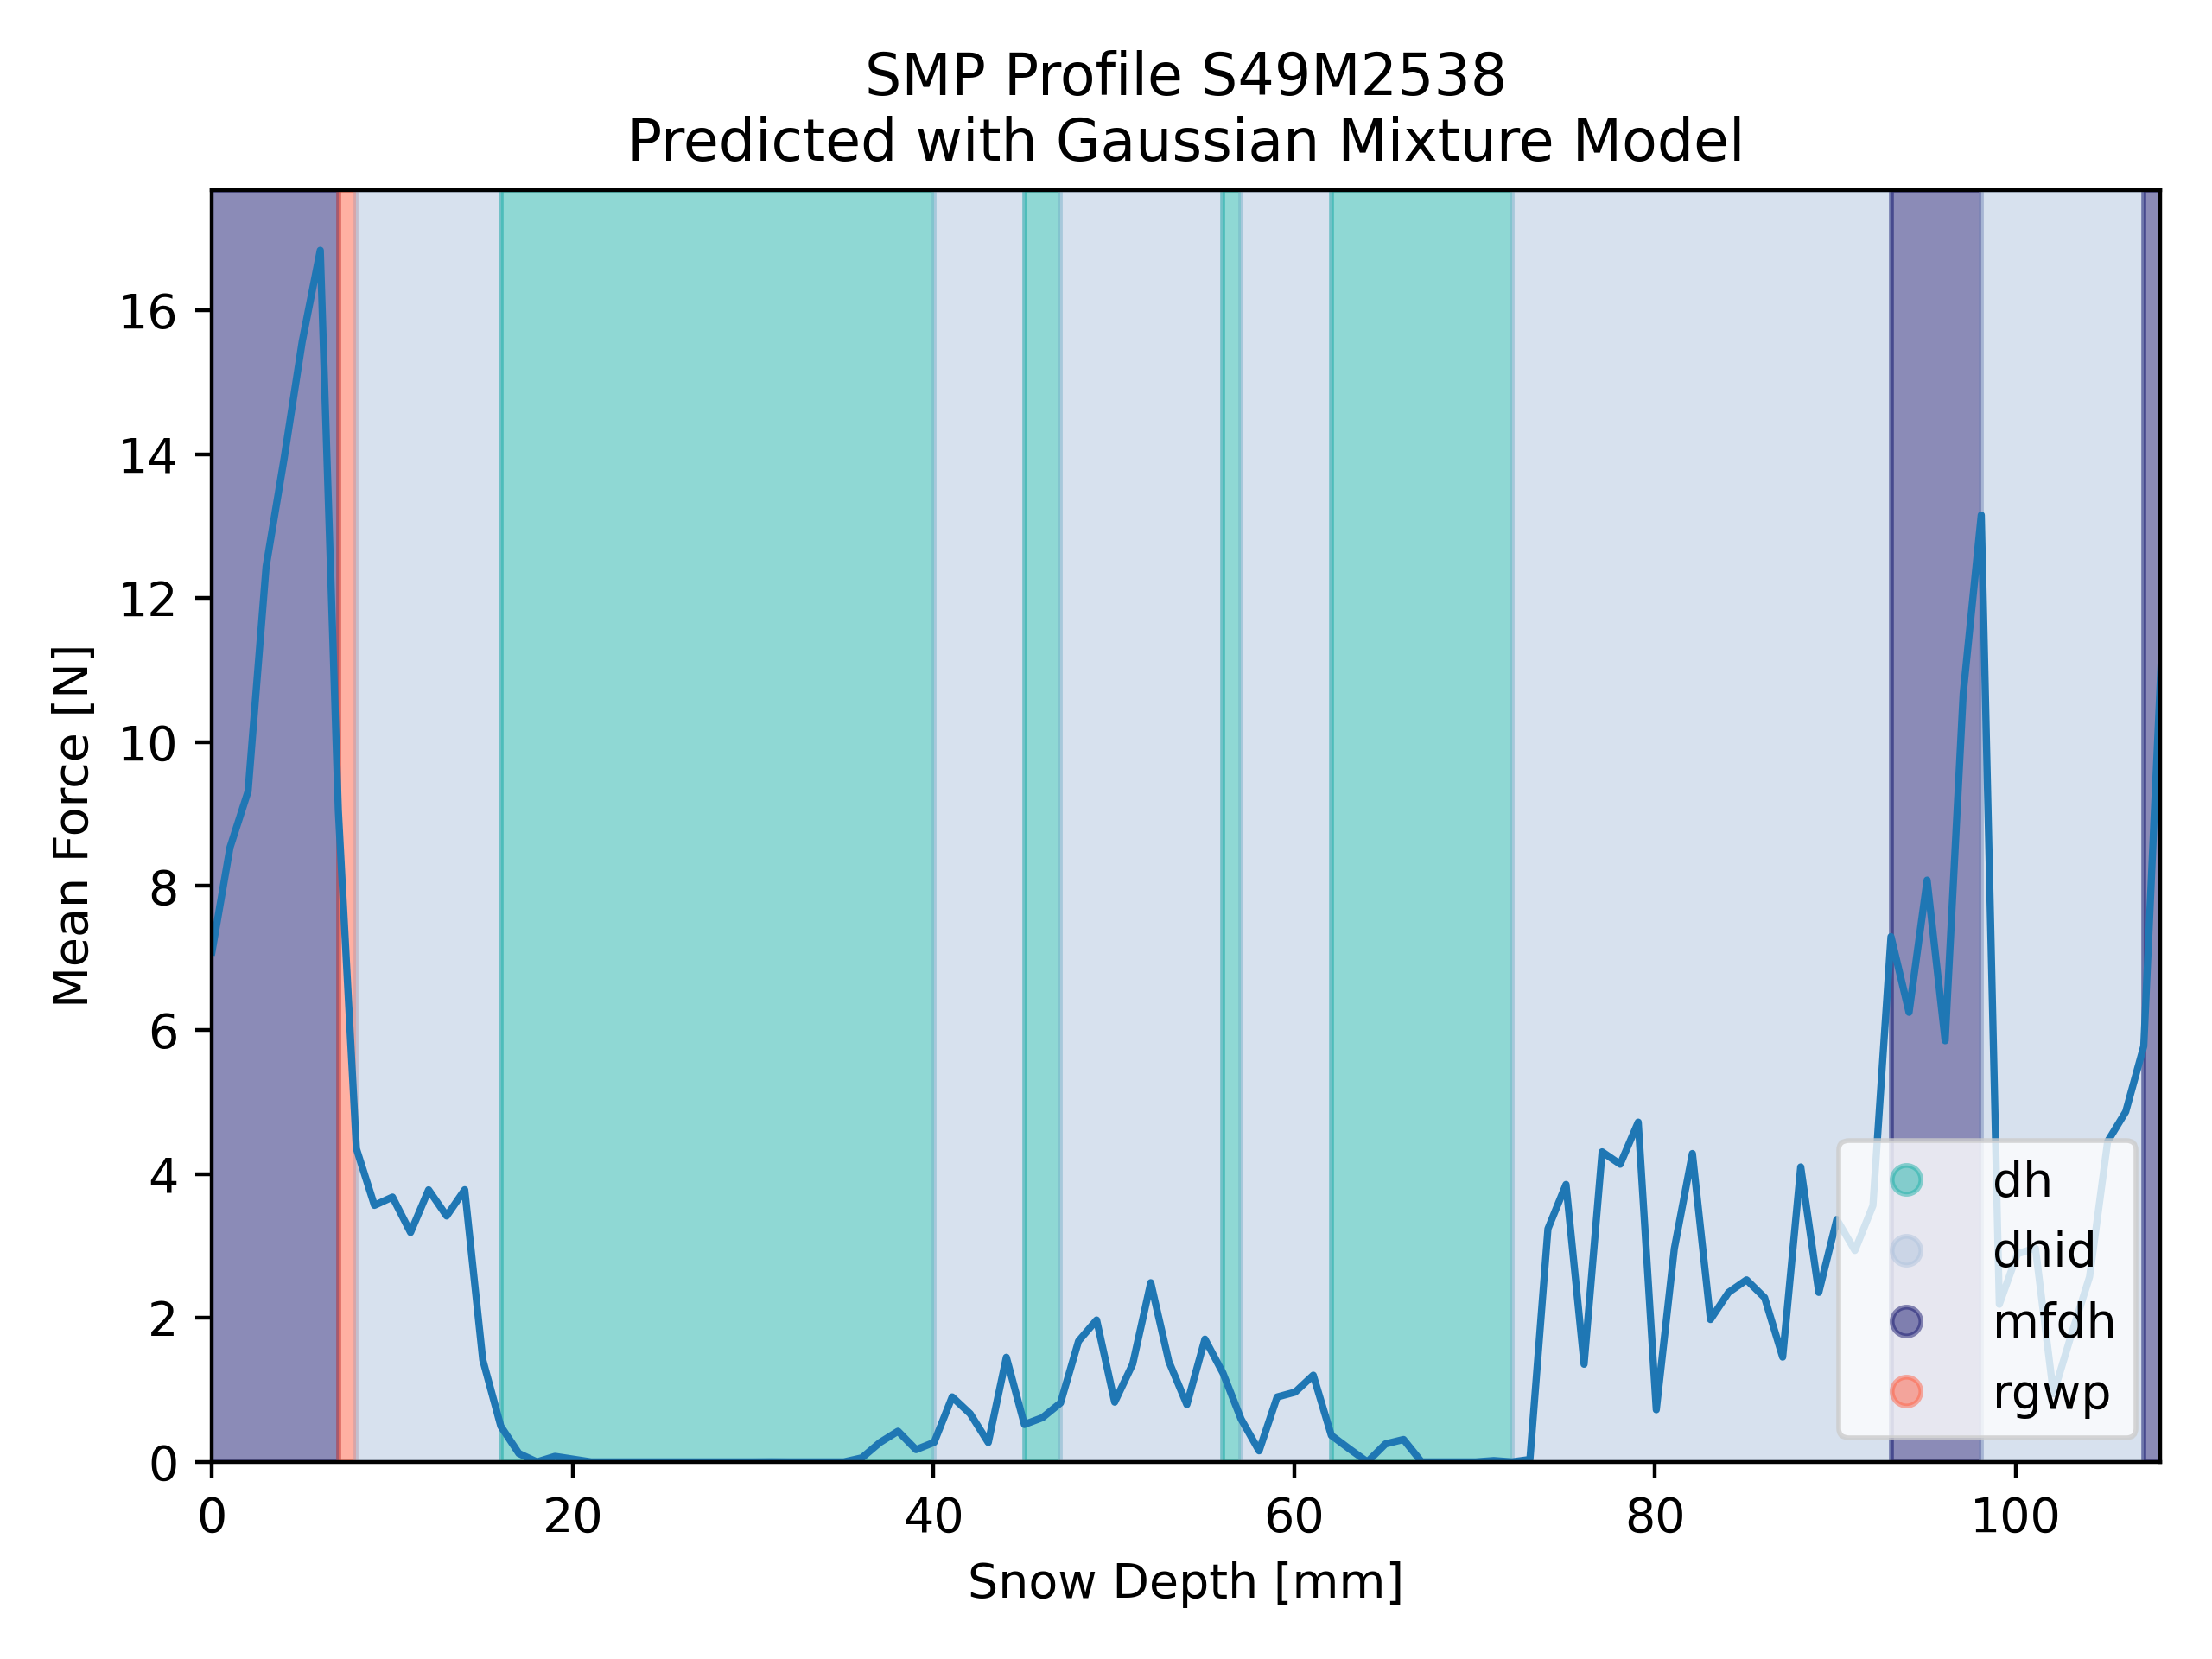 SMP Profile S49M2538
Predicted with Gaussian Mixture Model
Mean Force [N]
16
14
12
10
8
6
4
2
0
dh
dhid
mfdh
rgwp
0 20 40 60 80 100
Snow Depth [mm]